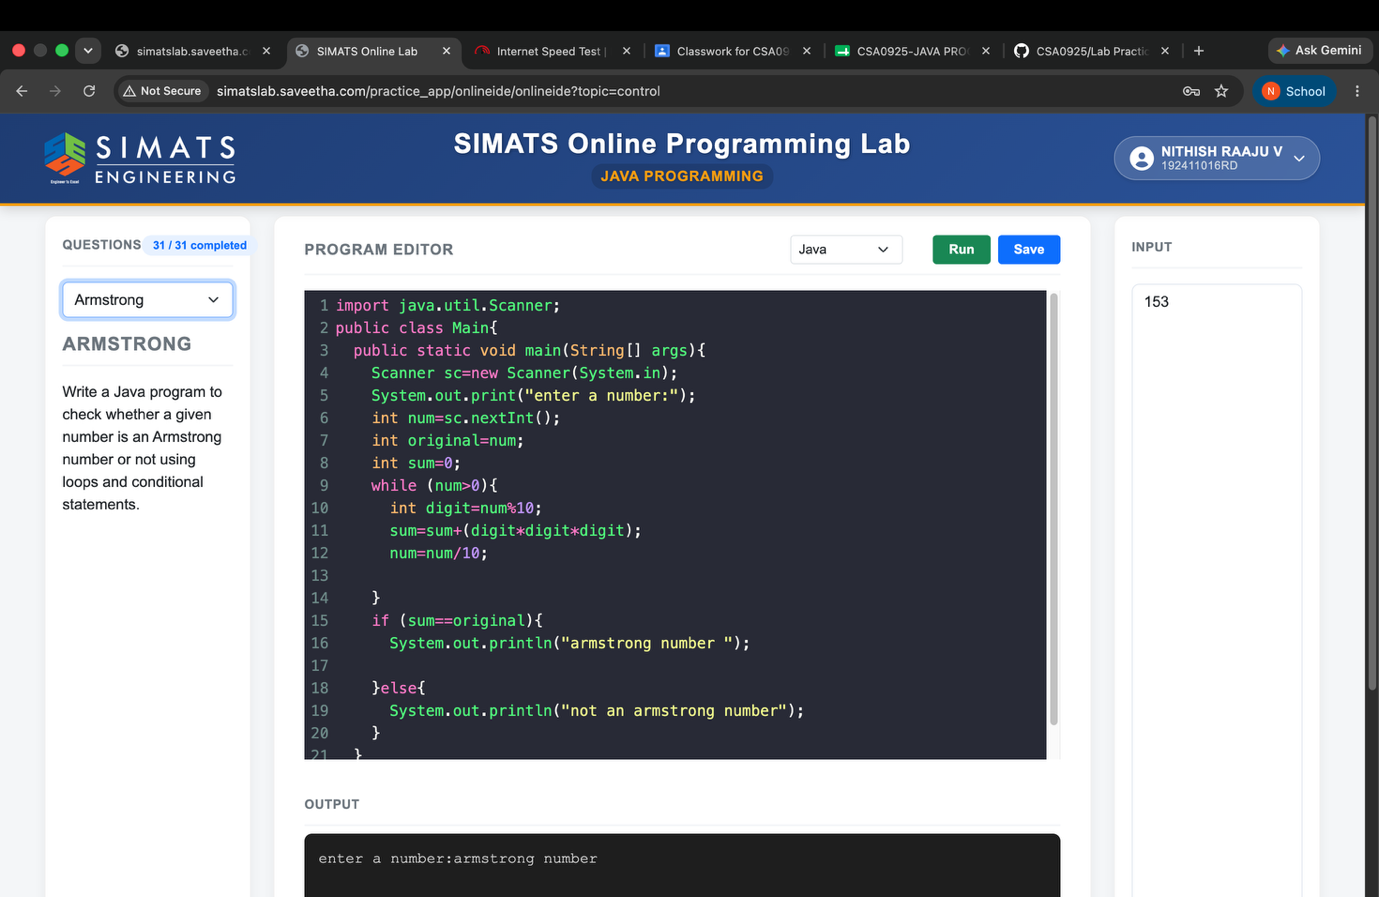 simatslab.saveetha.c
SIMATS Online Lab
Internet Speed Test |
Classwork for CSA09
CSA0925-JAVA PRO
CSA0925/Lab Practic
Ask Gemini
Not Secure
simatslab.saveetha.com/practice_app/onlineide/onlineide?topic=control
N School
SIMATS
ENGINEERING
Engineer to Excel
SIMATS Online Programming Lab
JAVA PROGRAMMING
NITHISH RAAJU V
192411016RD
QUESTIONS 31 / 31 completed
Armstrong
ARMSTRONG
Write a Java program to
check whether a given
number is an Armstrong
number or not using
loops and conditional
statements.
PROGRAM EDITOR
Java
Run
Save
1 import java.util.Scanner;
2 public class Main{
3 public static void main(String[] args){
4 Scanner sc=new Scanner(System.in);
5 System.out.print("enter a number:");
6 int num=sc.nextInt();
7 int original=num;
8 int sum=0;
9 while (num>0){
10 int digit=num%10;
11 sum=sum+(digit*digit*digit);
12 num=num/10;
13
14 }
15 if (sum==original){
16 System.out.println("armstrong number ");
17
18 }else{
19 System.out.println("not an armstrong number");
20 }
21 }
OUTPUT
enter a number:armstrong number
INPUT
153